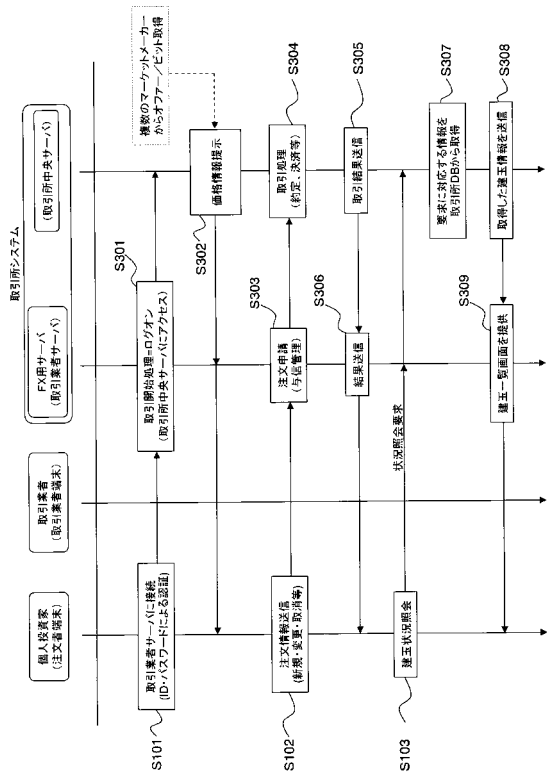 個人投資家
(注文者端末)
取引業者
(取引業者端末)
取引所システム
FX用サーバ
(取引業者サーバ)
(取引所中央サーバ)
S101
取引業者サーバに接続
(ID・パスワードによる認証)
S301
取引開始処理=ログオン
(取引所中央サーバにアクセス)
複数のマーケットメーカー
からオファー/ビット取得
S302
価格情報提示
S102
注文情報送信
(新規・変更・取消等)
S303
注文申請
(与信管理)
S304
取引処理
(約定、決済等)
S305
取引結果送信
S306
結果送信
S103
建玉状況照会
状況照会要求
S307
要求に対応する情報を
取引所DBから取得
S308
取得した建玉情報を送信
S309
建玉一覧画面を提供